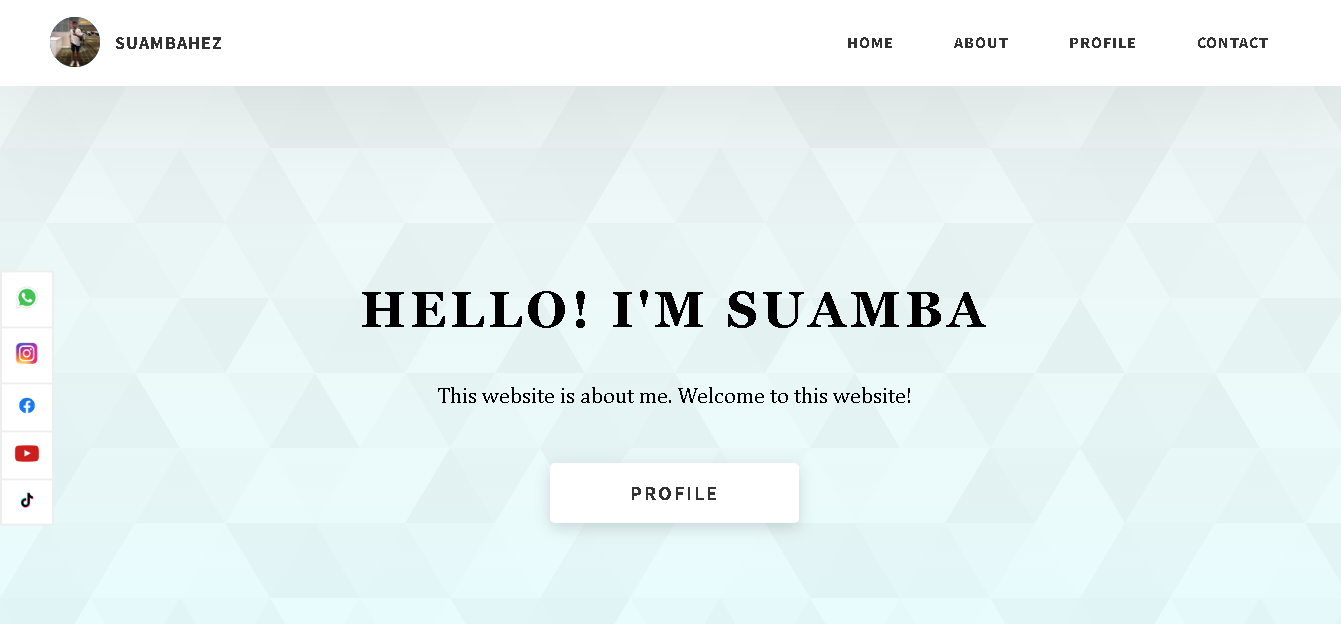 SUAMBAHEZ
HOME ABOUT PROFILE CONTACT
HELLO! I'M SUAMBA
This website is about me. Welcome to this website!
PROFILE